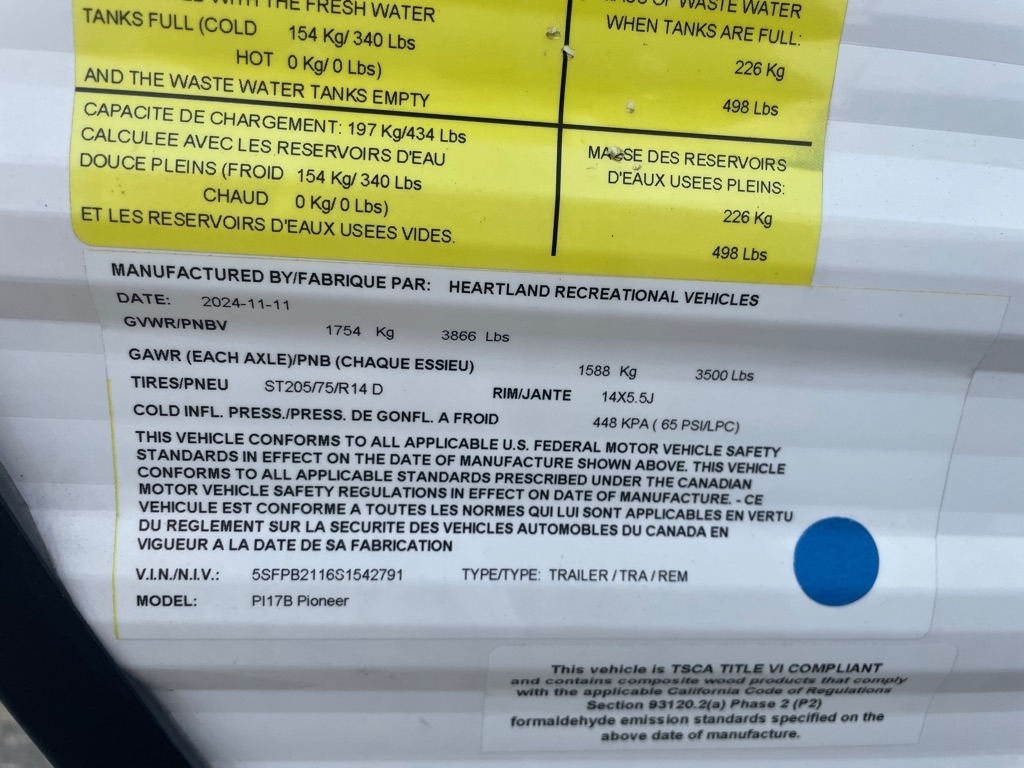 WITH THE FRESH WATER
TANKS FULL (COLD 154 Kg/ 340 Lbs
HOT 0 Kg/ 0 Lbs)
AND THE WASTE WATER TANKS EMPTY
OF WASTE WATER
WHEN TANKS ARE FULL:
226 Kg
498 Lbs
CAPACITE DE CHARGEMENT: 197 Kg/434 Lbs
CALCULEE AVEC LES RESERVOIRS D'EAU
DOUCE PLEINS (FROID 154 Kg/ 340 Lbs
CHAUD 0 Kg/ 0 Lbs)
ET LES RESERVOIRS D'EAUX USEES VIDES.
MASSE DES RESERVOIRS
D'EAUX USEES PLEINS:
226 Kg
498 Lbs
MANUFACTURED BY/FABRIQUE PAR: HEARTLAND RECREATIONAL VEHICLES
DATE: 2024-11-11
GVWR/PNBV 1754 Kg 3866 Lbs
GAWR (EACH AXLE)/PNB (CHAQUE ESSIEU) 1588 Kg 3500 Lbs
TIRES/PNEU ST205/75/R14 D RIM/JANTE 14X5.5J
COLD INFL. PRESS./PRESS. DE GONFL. A FROID 448 KPA ( 65 PSI/LPC)
THIS VEHICLE CONFORMS TO ALL APPLICABLE U.S. FEDERAL MOTOR VEHICLE SAFETY
STANDARDS IN EFFECT ON THE DATE OF MANUFACTURE SHOWN ABOVE. THIS VEHICLE
CONFORMS TO ALL APPLICABLE STANDARDS PRESCRIBED UNDER THE CANADIAN
MOTOR VEHICLE SAFETY REGULATIONS IN EFFECT ON DATE OF MANUFACTURE. - CE
VEHICULE EST CONFORME A TOUTES LES NORMES QUI LUI SONT APPLICABLES EN VERTU
DU REGLEMENT SUR LA SECURITE DES VEHICLES AUTOMOBILES DU CANADA EN
VIGUEUR A LA DATE DE SA FABRICATION
V.I.N./N.I.V.: 5SFPB2116S1542791 TYPE/TYPE: TRAILER / TRA / REM
MODEL: PI17B Pioneer
This vehicle is TSCA TITLE VI COMPLIANT
and contains composite wood products that comply
with the applicable California Code of Regulations
Section 93120.2(a) Phase 2 (P2)
formaldehyde emission standards specified on the
above date of manufacture.